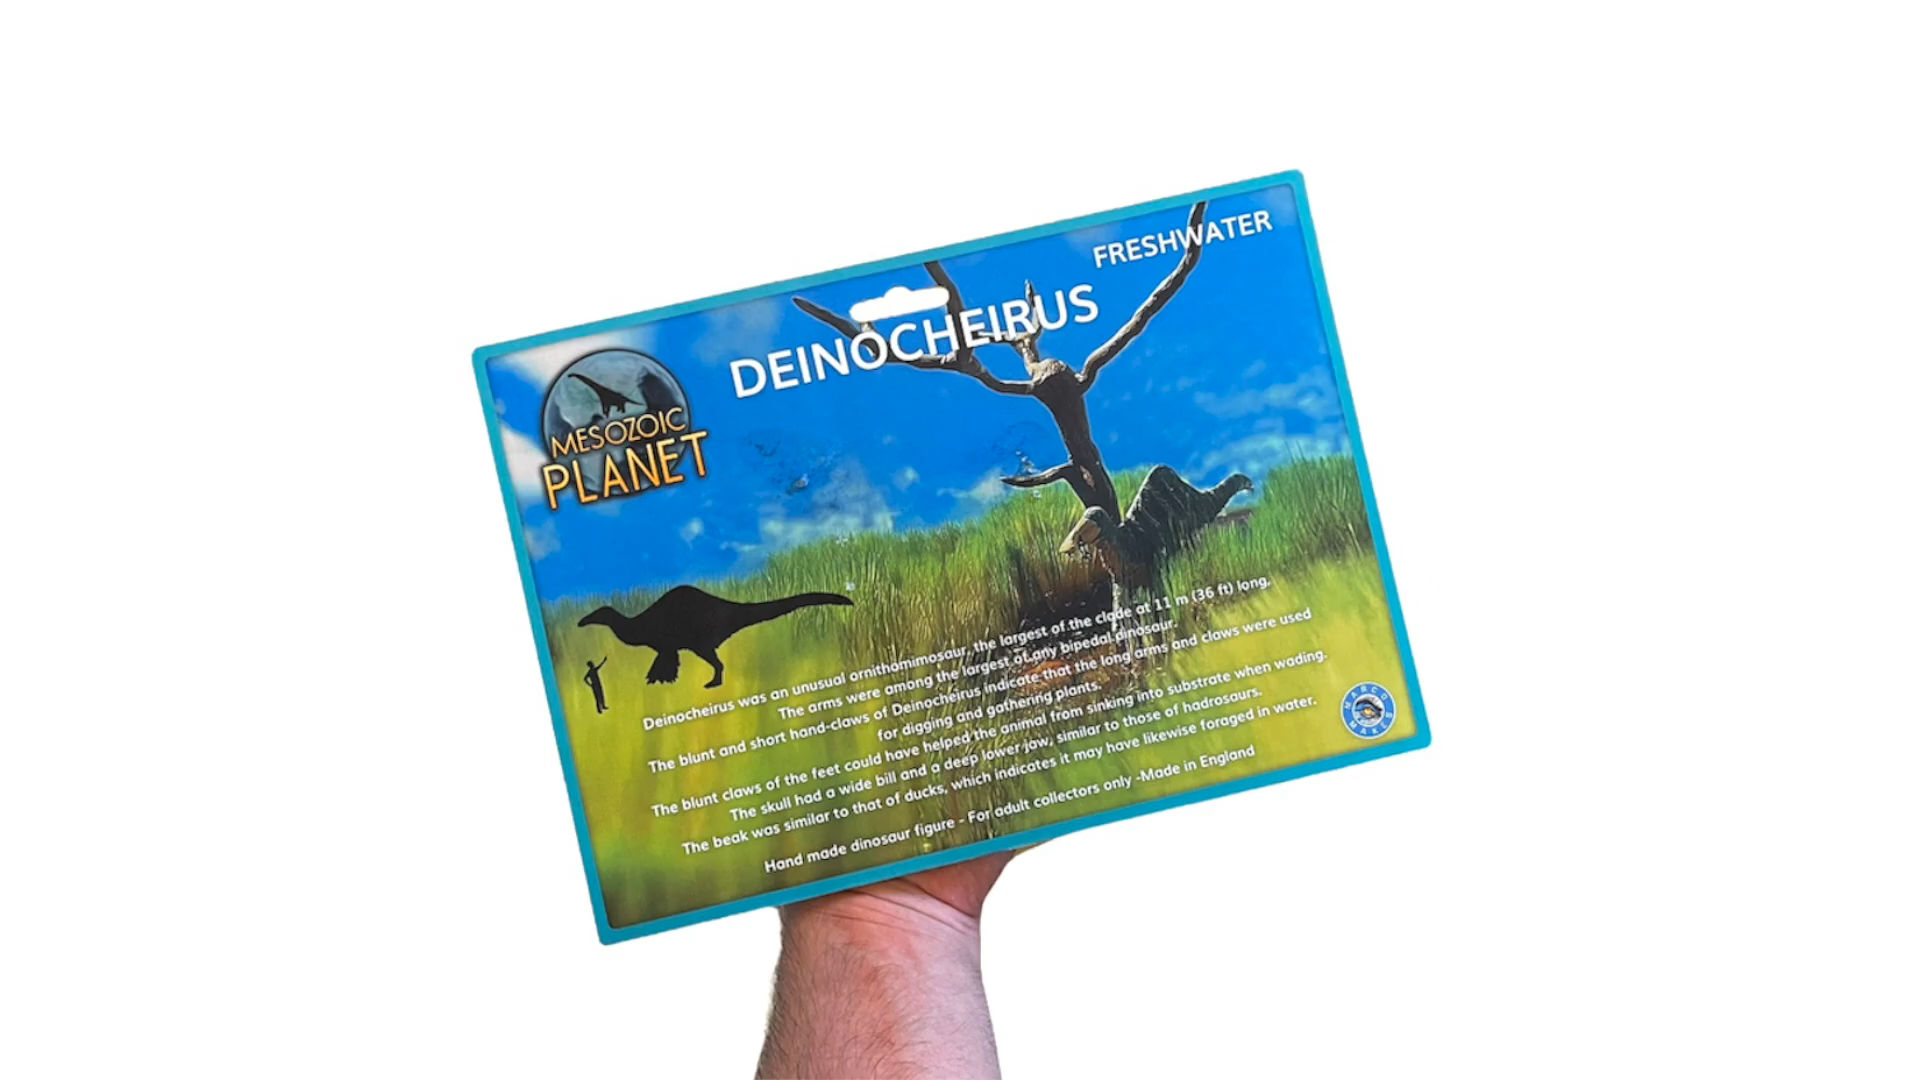 FRESHWATER
DEINOCHEIRUS
MESOZOIC
PLANET
Deinocheirus was an unusual ornithomimosaur, the largest of the clade at 11 m (36 ft) long,
The arms were among the largest of any bipedal dinosaur.
The blunt and short hand-claws of Deinocheirus indicate that the long arms and claws were used
for digging and gathering plants.
The blunt claws of the feet could have helped the animal from sinking into substrate when wading.
The skull had a wide bill and a deep lower jaw, similar to those of hadrosaurs.
The beak was similar to that of ducks, which indicates it may have likewise foraged in water.
Hand made dinosaur figure - For adult collectors only -Made in England
MARCO
MAKES